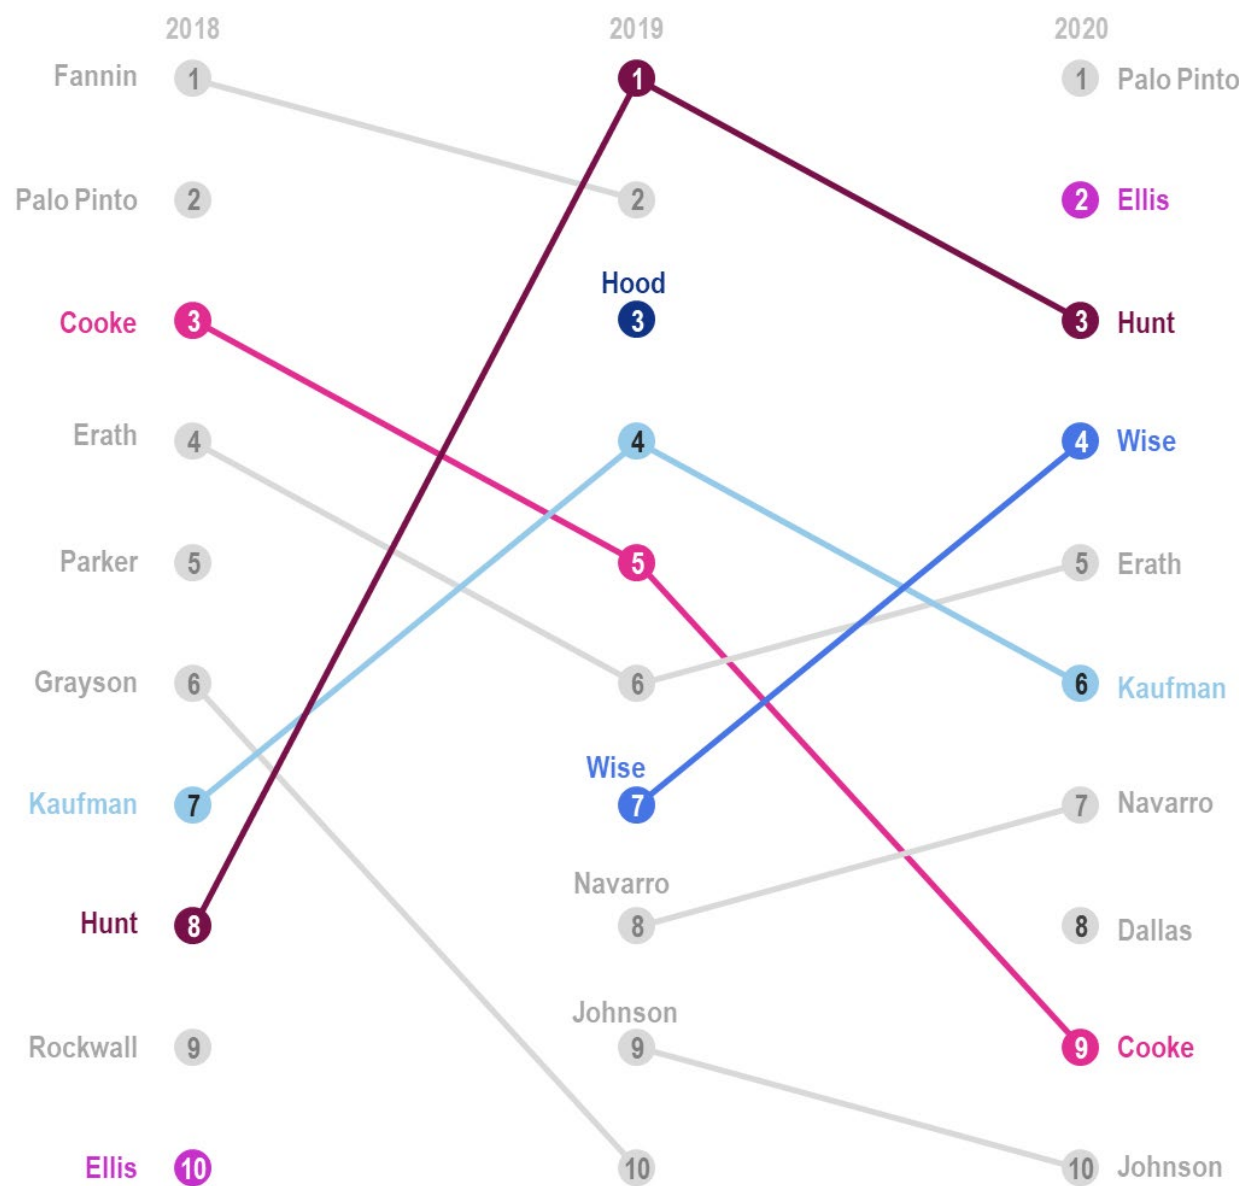 2018 2019 2020
Fannin 1 1 1 Palo Pinto
Palo Pinto 2 2 2 Ellis
Hood
Cooke 3 3 3 Hunt
Erath 4 4 4 Wise
Parker 5 5 5 Erath
Grayson 6 6 6 Kaufman
Wise
Kaufman 7 7 7 Navarro
Navarro
Hunt 8 8 8 Dallas
Johnson
Rockwall 9 9 9 Cooke
Ellis 10 10 10 Johnson